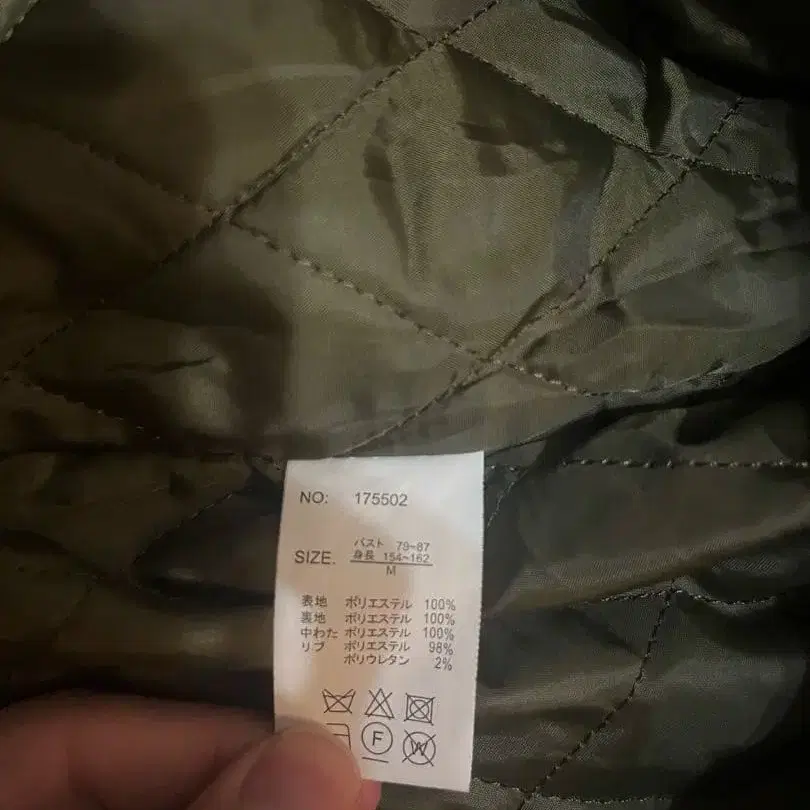 NO: 175502
バスト 79~87
SIZE. 身長 154~162
M
表地 ポリエステル 100%
裏地 ポリエステル 100%
中わた ポリエステル 100%
リブ ポリエステル 98%
ポリウレタン 2%
F W